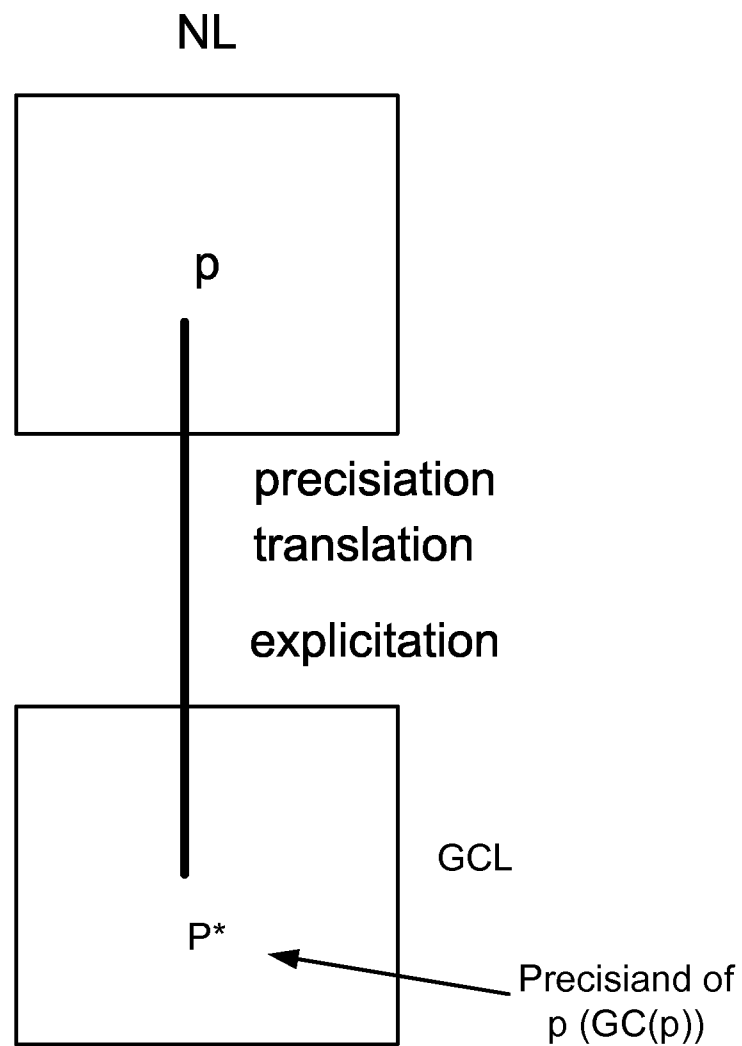 NL
p
precisiation
translation
explicitation
GCL
P*
Precisiand of
p (GC(p))